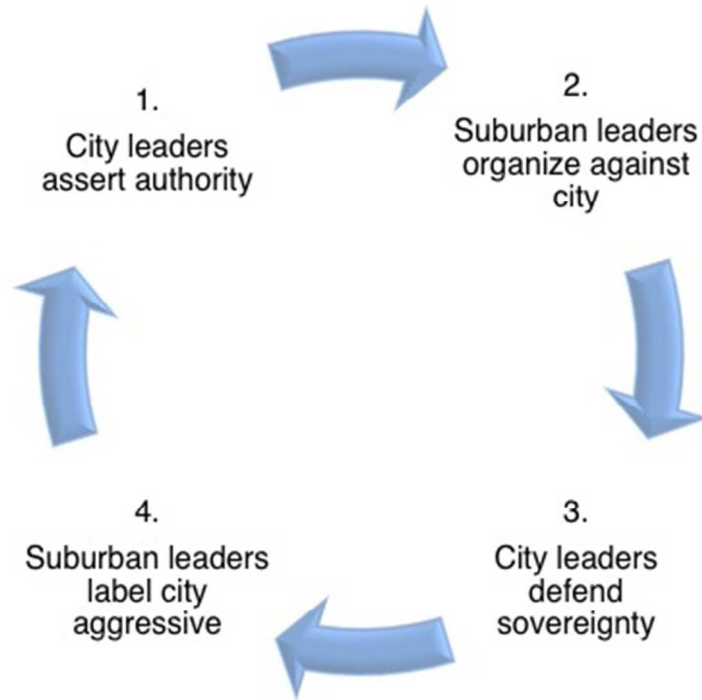 1.
City leaders
assert authority
2.
Suburban leaders
organize against
city
3.
City leaders
defend
sovereignty
4.
Suburban leaders
label city
aggressive